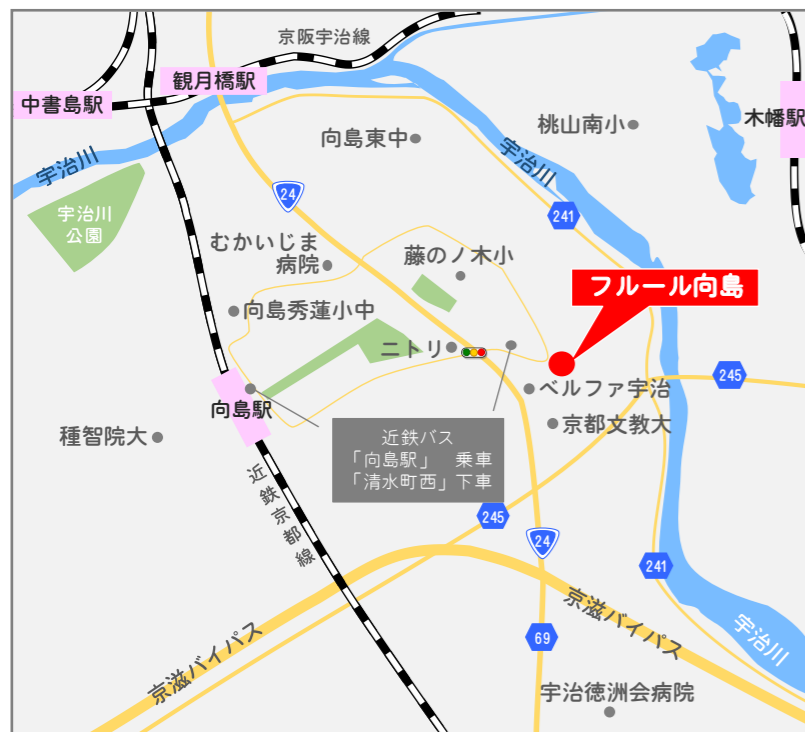 京阪宇治線
観月橋駅
中書島駅
木幡駅
桃山南小
向島東中
宇治川
宇治川
24
241
宇治川
公園
むかいじま
病院
藤のノ木小
フルール向島
向島秀蓮小中
ニトリ
245
ベルファ宇治
向島駅
京都文教大
種智院大
近鉄バス
「向島駅」 乗車
「清水町西」下車
近鉄京都線
245
24
241
京滋バイパス
69
京滋バイパス
宇治川
宇治徳洲会病院